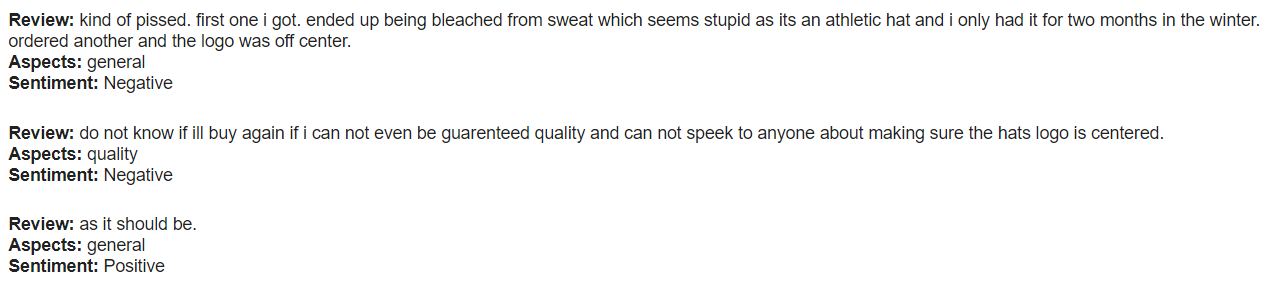 Review: kind of pissed. first one i got. ended up being bleached from sweat which seems stupid as its an athletic hat and i only had it for two months in the winter.
ordered another and the logo was off center.
Aspects: general
Sentiment: Negative
Review: do not know if ill buy again if i can not even be guarenteed quality and can not speek to anyone about making sure the hats logo is centered.
Aspects: quality
Sentiment: Negative
Review: as it should be.
Aspects: general
Sentiment: Positive